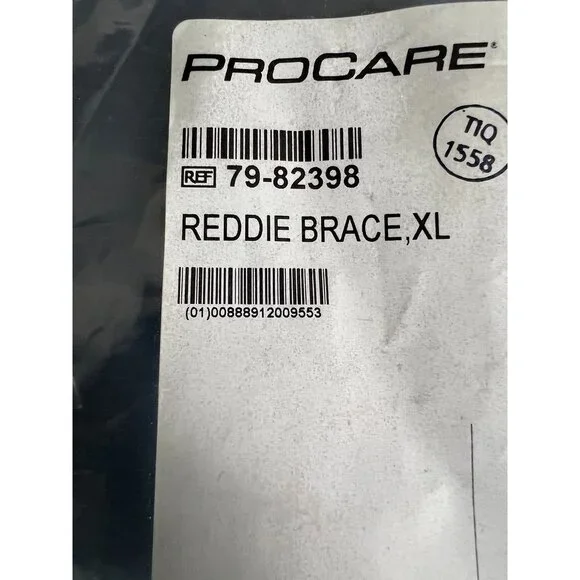 PROCARE®
TIQ
1558
REF 79-82398
REDDIE BRACE,XL
(01)00888912009553